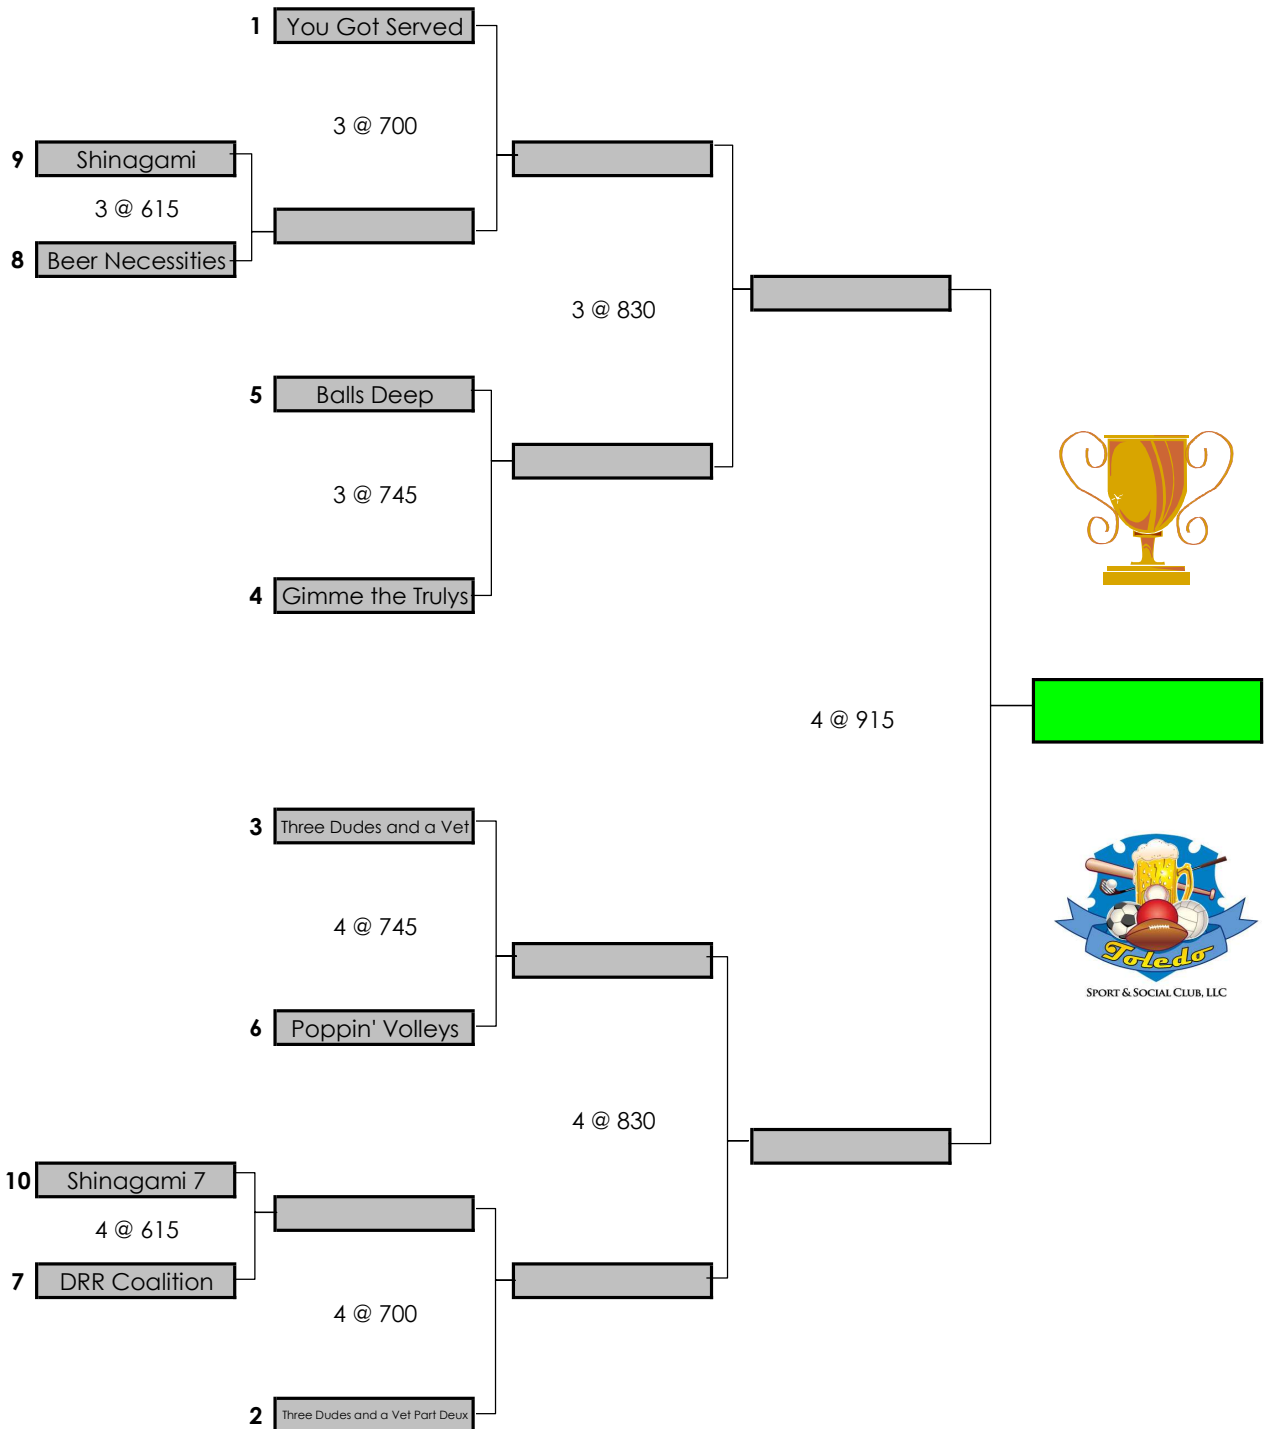 1 You Got Served
3 @ 700
9 Shinagami
3 @ 615
8 Beer Necessities
3 @ 830
5 Balls Deep
3 @ 745
4 Gimme the Trulys
4 @ 915
3 Three Dudes and a Vet
4 @ 745
6 Poppin' Volleys
Toledo
SPORT & SOCIAL CLUB, LLC
4 @ 830
10 Shinagami 7
4 @ 615
7 DRR Coalition
4 @ 700
2 Three Dudes and a Vet Part Deux